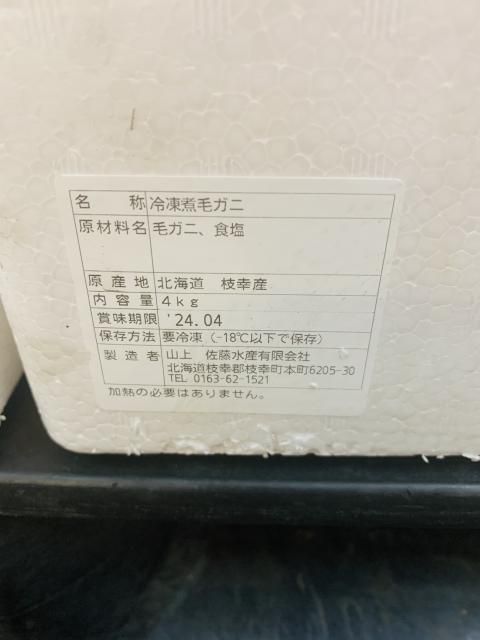 名称 冷凍煮毛ガニ
原材料名 毛ガニ、食塩
原産地 北海道 枝幸産
内容量 4kg
賞味期限 '24.04
保存方法 要冷凍(-18℃以下で保存)
製造者 山上 佐藤水産有限会社
北海道枝幸郡枝幸町本町6205-30
TEL 0163-62-1521
加熱の必要はありません。